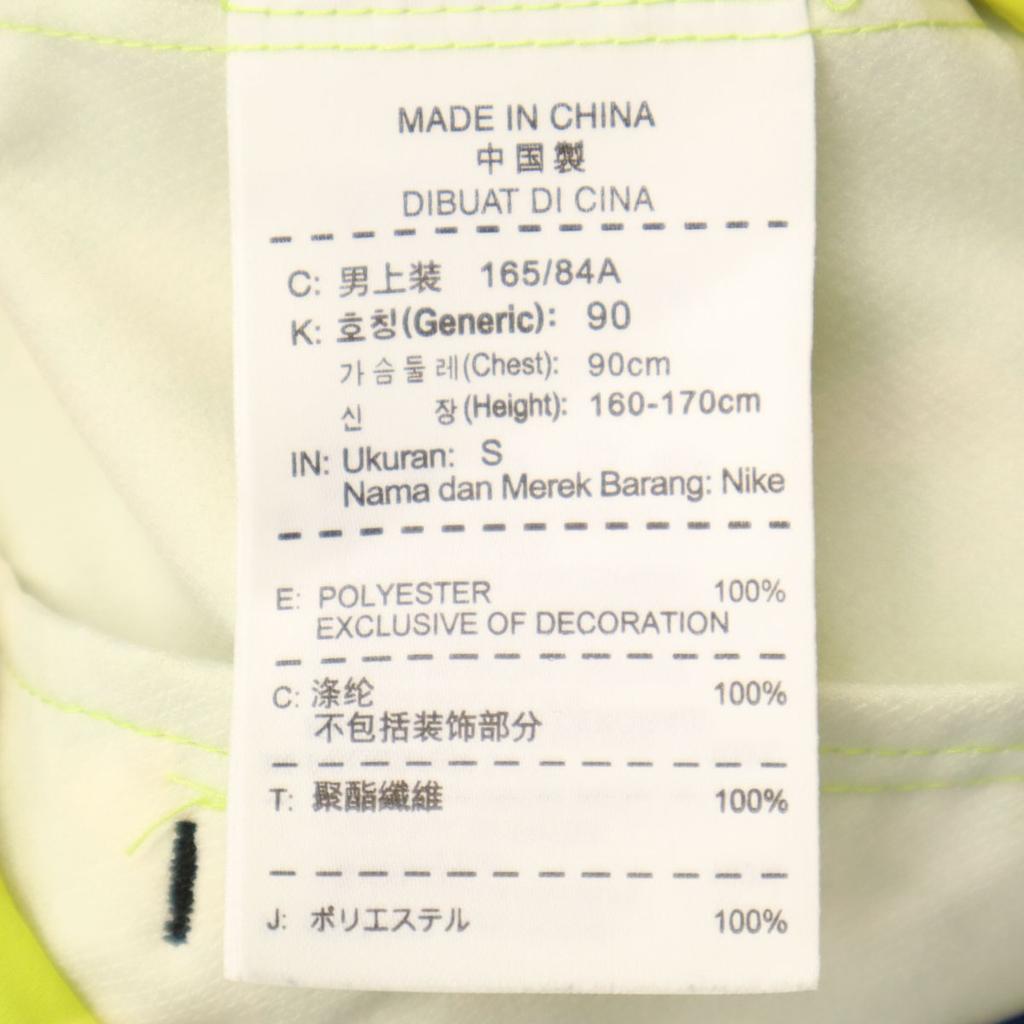 MADE IN CHINA
中国製
DIBUAT DI CINA
C: 男上装 165/84A
K: 호칭(Generic): 90
가슴둘레(Chest): 90cm
신 장(Height): 160-170cm
IN: Ukuran: S
Nama dan Merek Barang: Nike
E: POLYESTER 100%
EXCLUSIVE OF DECORATION
C: 涤纶 100%
不包括装饰部分
T: 聚酯纖維 100%
J: ポリエステル 100%